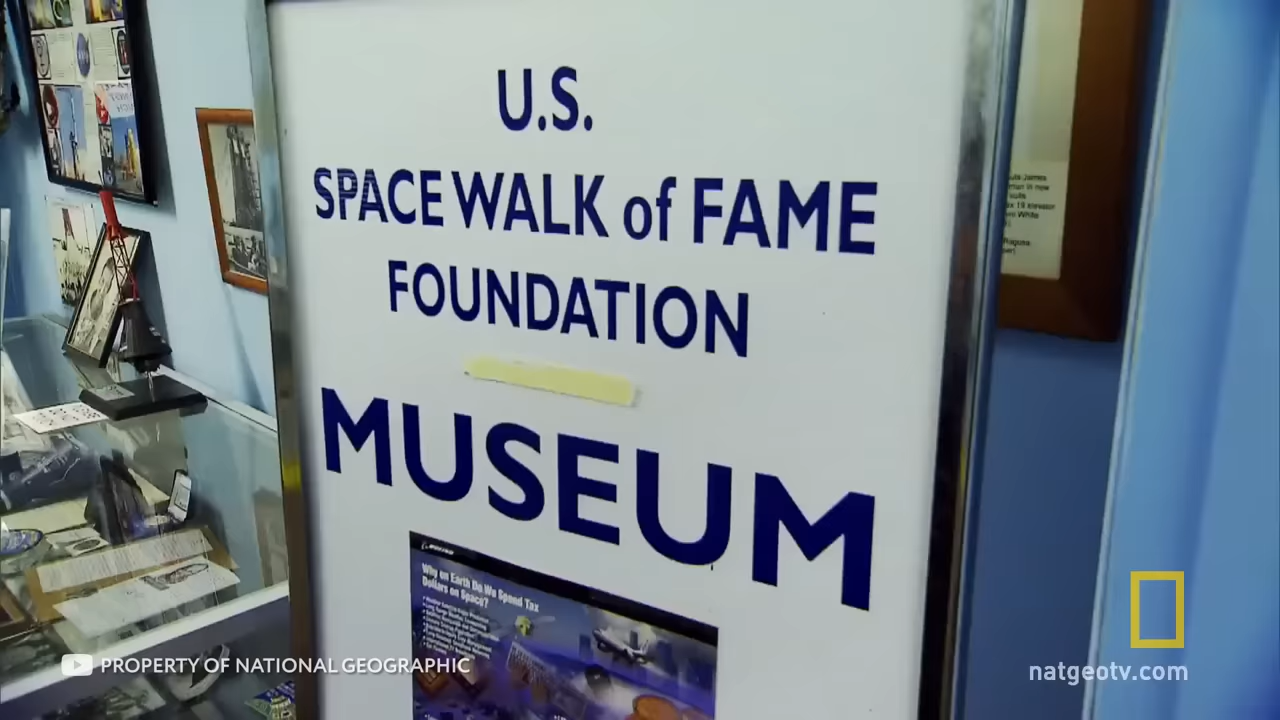 U.S.
SPACE WALK of FAME
FOUNDATION
MUSEUM
BOEING
Why on Earth Do We Spend Tax
Dollars on Space?
PROPERTY OF NATIONAL GEOGRAPHIC
natgeotv.com